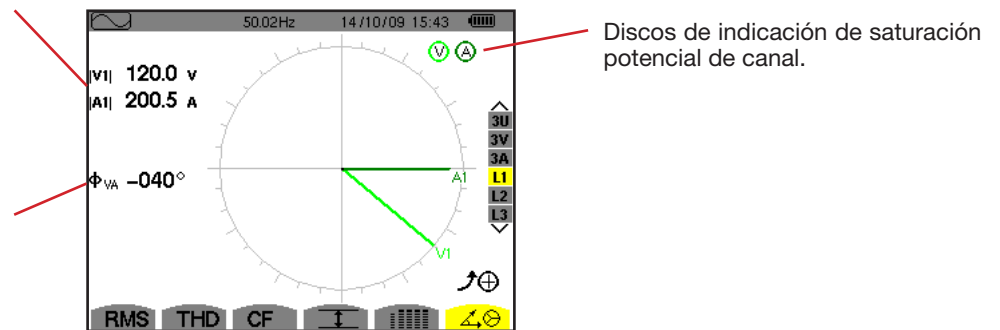 50.02Hz 14/10/09 15:43
V A
|V1| 120.0 v
|A1| 200.5 A
ΦVA -040°
A1
V1
3U
3V
3A
L1
L2
L3
RMS THD CF
Discos de indicación de saturación
potencial de canal.